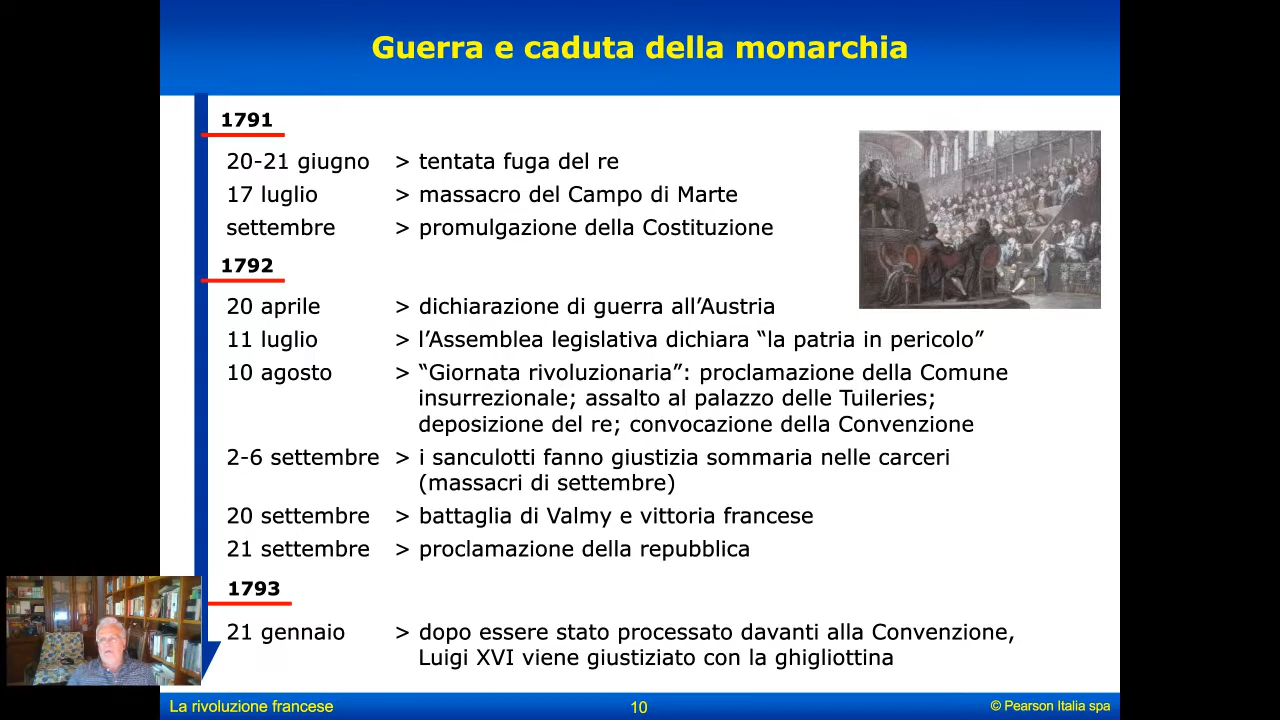 Guerra e caduta della monarchia
1791
20-21 giugno > tentata fuga del re
17 luglio > massacro del Campo di Marte
settembre > promulgazione della Costituzione
1792
20 aprile > dichiarazione di guerra all’Austria
11 luglio > l’Assemblea legislativa dichiara “la patria in pericolo”
10 agosto > “Giornata rivoluzionaria”: proclamazione della Comune
insurrezionale; assalto al palazzo delle Tuileries;
deposizione del re; convocazione della Convenzione
2-6 settembre > i sanculotti fanno giustizia sommaria nelle carceri
(massacri di settembre)
20 settembre > battaglia di Valmy e vittoria francese
21 settembre > proclamazione della repubblica
1793
21 gennaio > dopo essere stato processato davanti alla Convenzione,
Luigi XVI viene giustiziato con la ghigliottina
La rivoluzione francese 10 © Pearson Italia spa